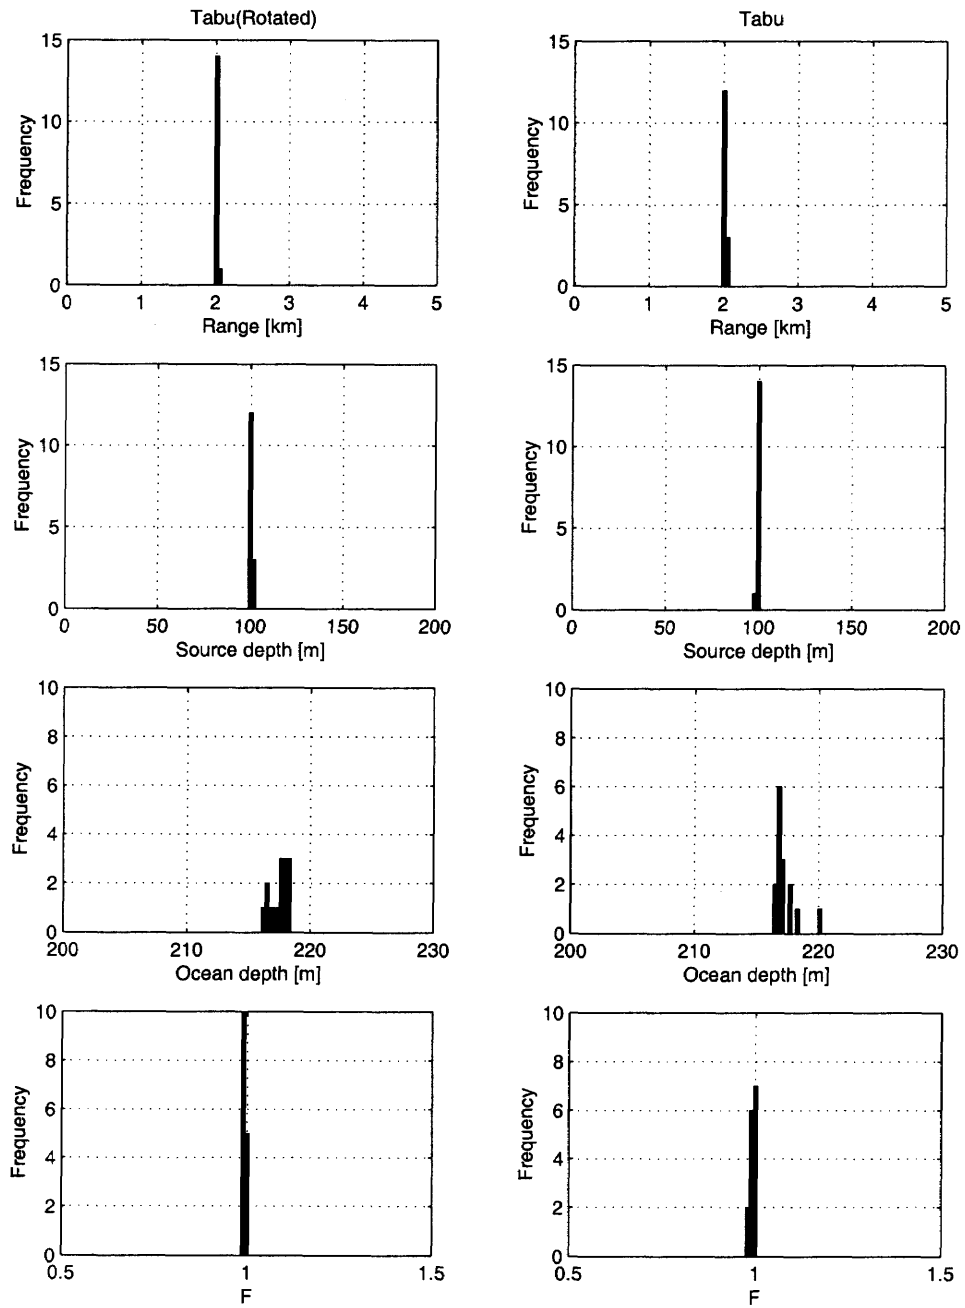 Tabu(Rotated)
15
10
5
0
Frequency
0 1 2 3 4 5
Range [km]
Tabu
15
10
5
0
Frequency
0 1 2 3 4 5
Range [km]
15
10
5
0
Frequency
0 50 100 150 200
Source depth [m]
15
10
5
0
Frequency
0 50 100 150 200
Source depth [m]
10
8
6
4
2
0
Frequency
200 210 220 230
Ocean depth [m]
10
8
6
4
2
0
Frequency
200 210 220 230
Ocean depth [m]
10
8
6
4
2
0
Frequency
0.5 1 1.5
F
10
8
6
4
2
0
Frequency
0.5 1 1.5
F